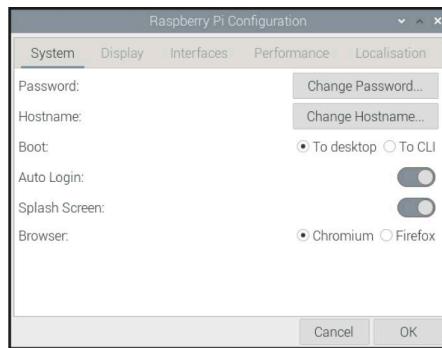 Raspberry Pi Configuration
System Display Interfaces Performance Localisation
Password: Change Password...
Hostname: Change Hostname...
Boot: To desktop To CLI
Auto Login:
Splash Screen:
Browser: Chromium Firefox
Cancel OK